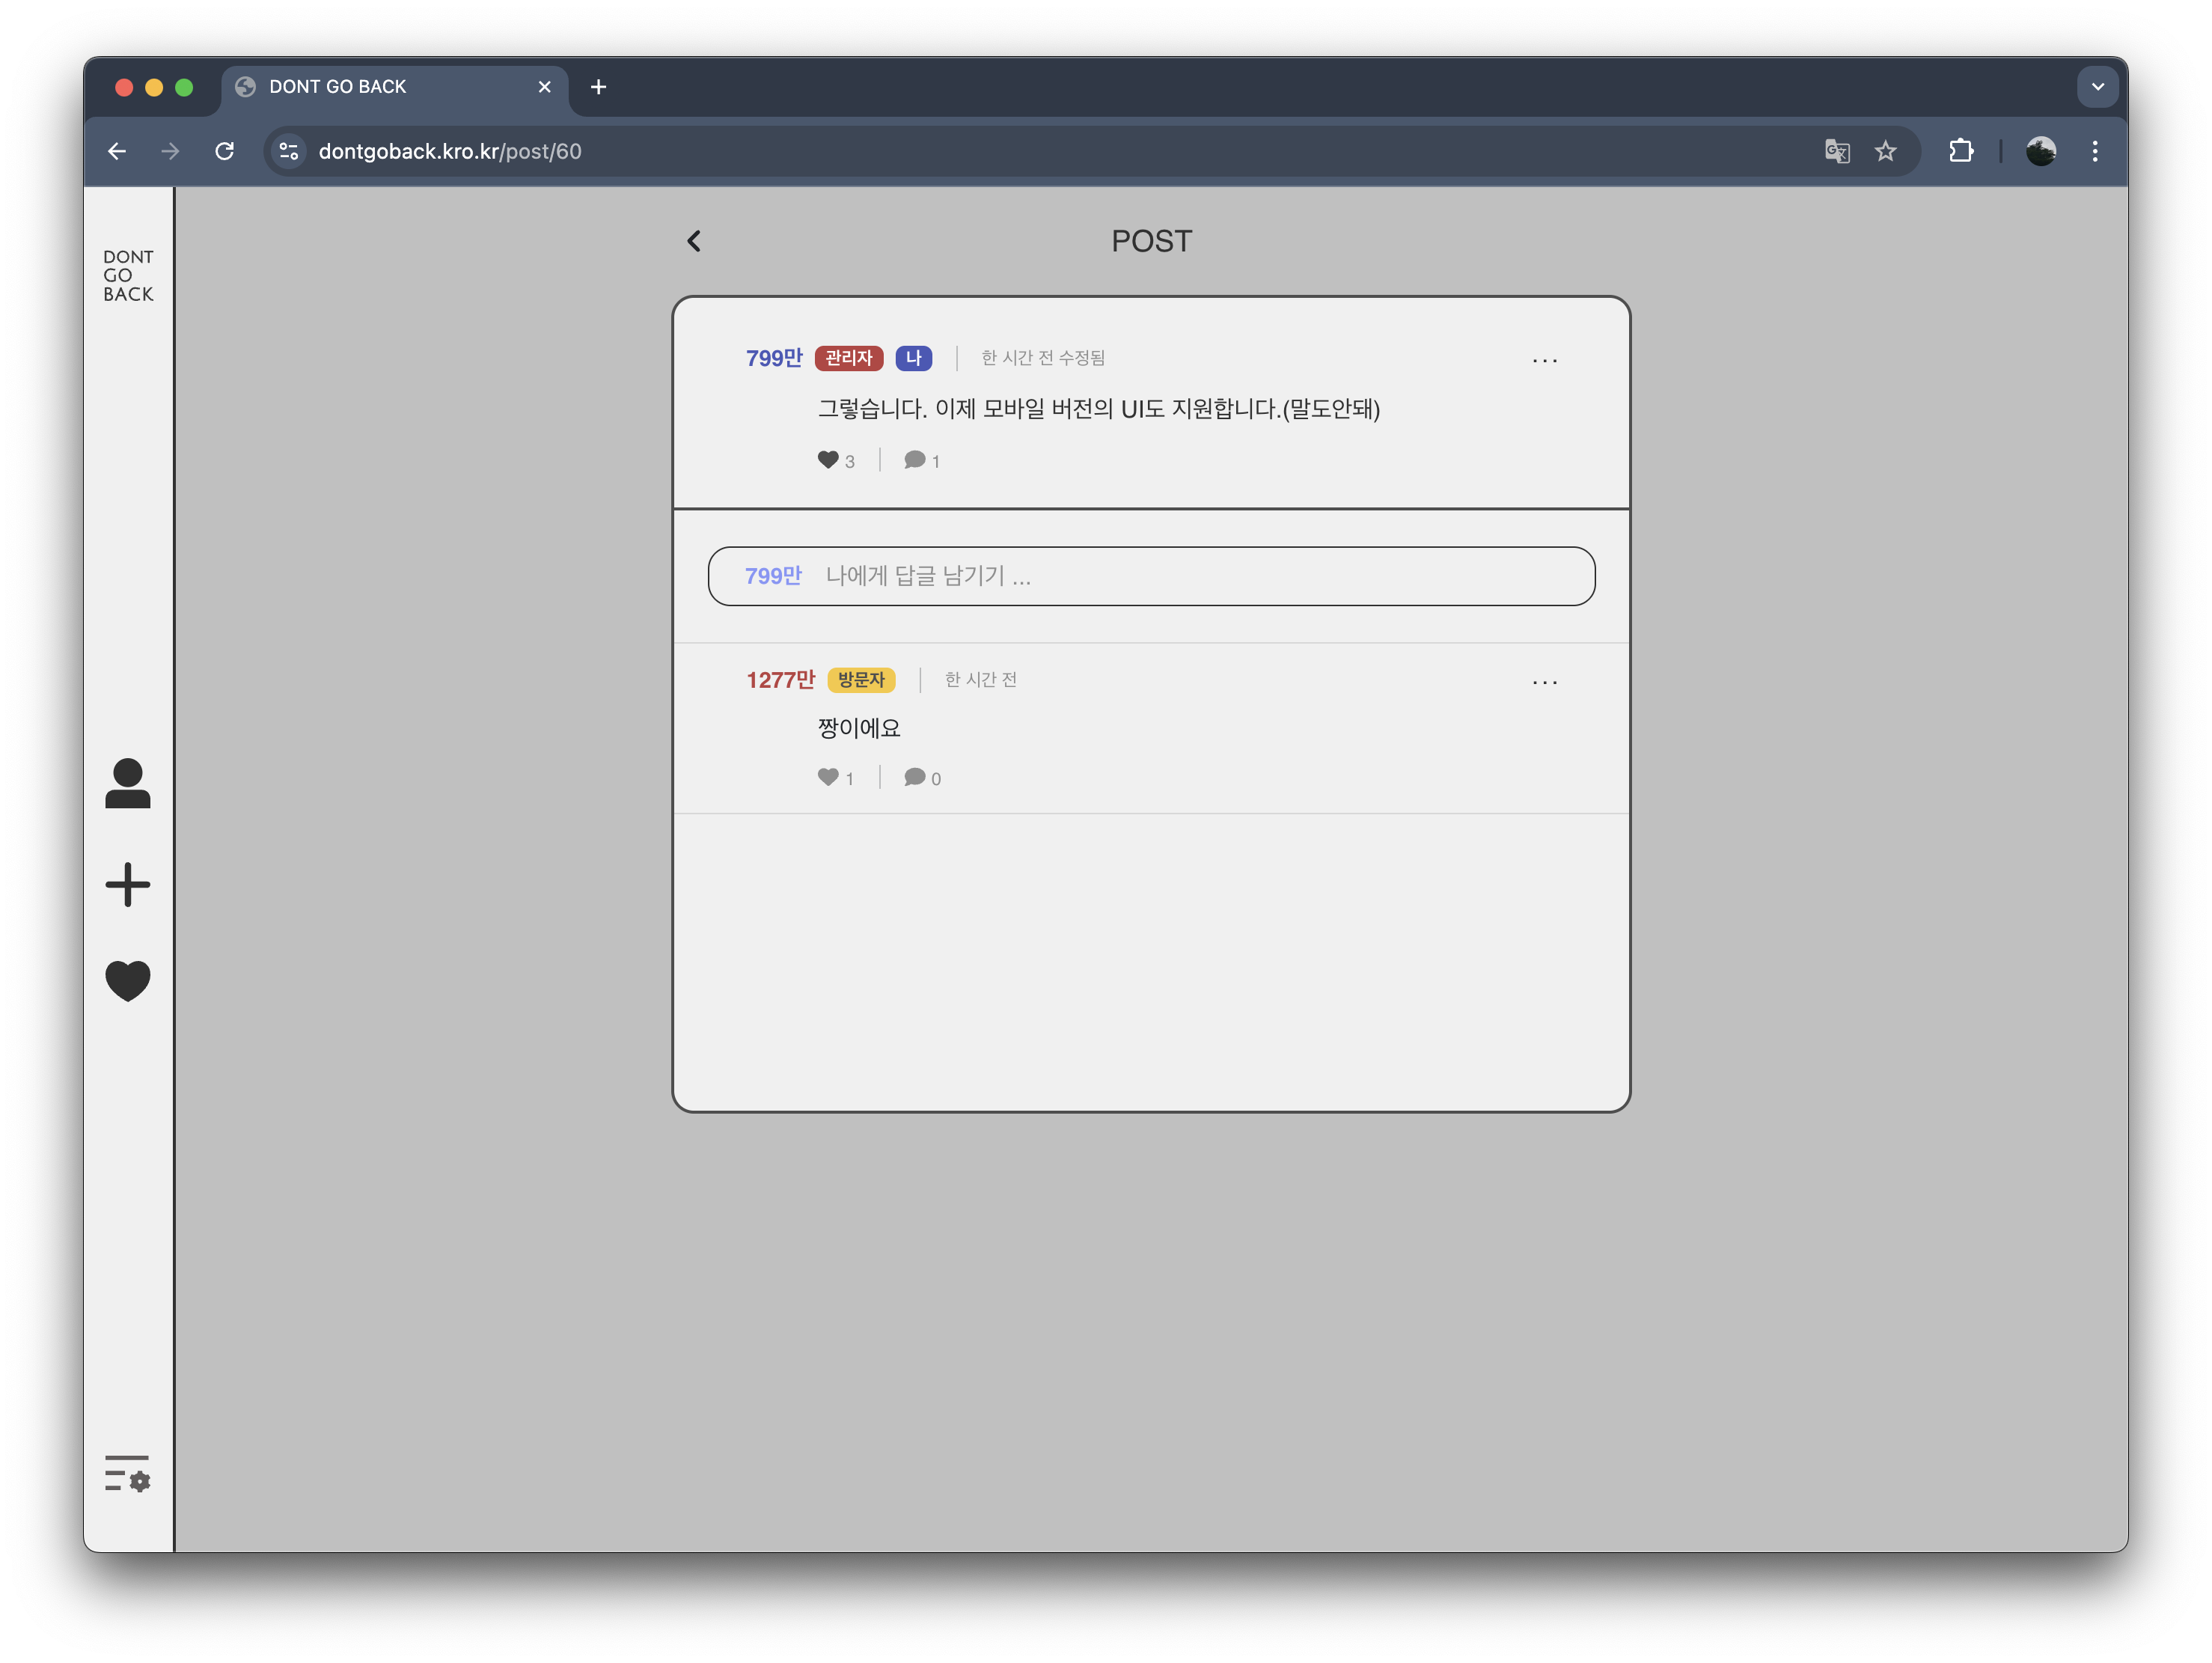 DONT GO BACK
dontgoback.kro.kr/post/60
DONT
GO
BACK
POST
799만 관리자 나 한 시간 전 수정됨 ...
그렇습니다. 이제 모바일 버전의 UI도 지원합니다.(말도안돼)
3 1
799만 나에게 답글 남기기 ...
1277만 방문자 한 시간 전 ...
짱이에요
1 0